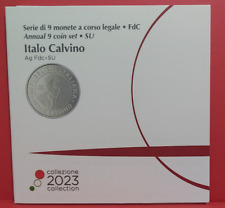 Serie di 9 monete a corso legale • FdC
Annual 9 coin set • SU
Italo Calvino
Ag Fdc•SU
collezione
2023
collection